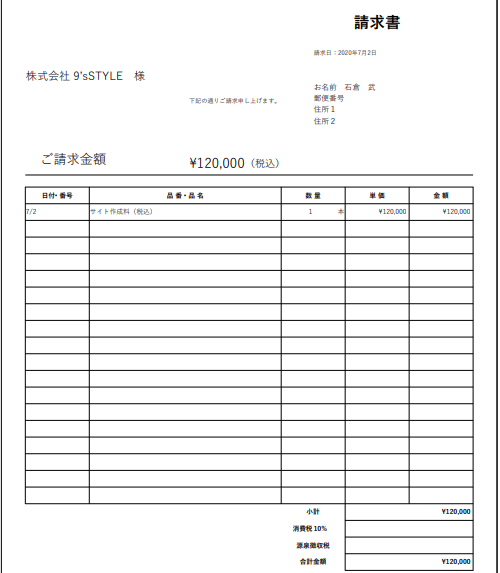 請求書
請求日：2020年7月2日
株式会社 9'sSTYLE 様
下記の通りご請求申し上げます。
お名前 石倉 武
郵便番号
住所1
住所2
ご請求金額 ¥120,000（税込）
日付・番号 品番・品名 数量 単価 金額
7/2 サイト作成料（税込） 1 本 ¥120,000 ¥120,000
小計 ¥120,000
消費税 10%
源泉徴収税
合計金額 ¥120,000